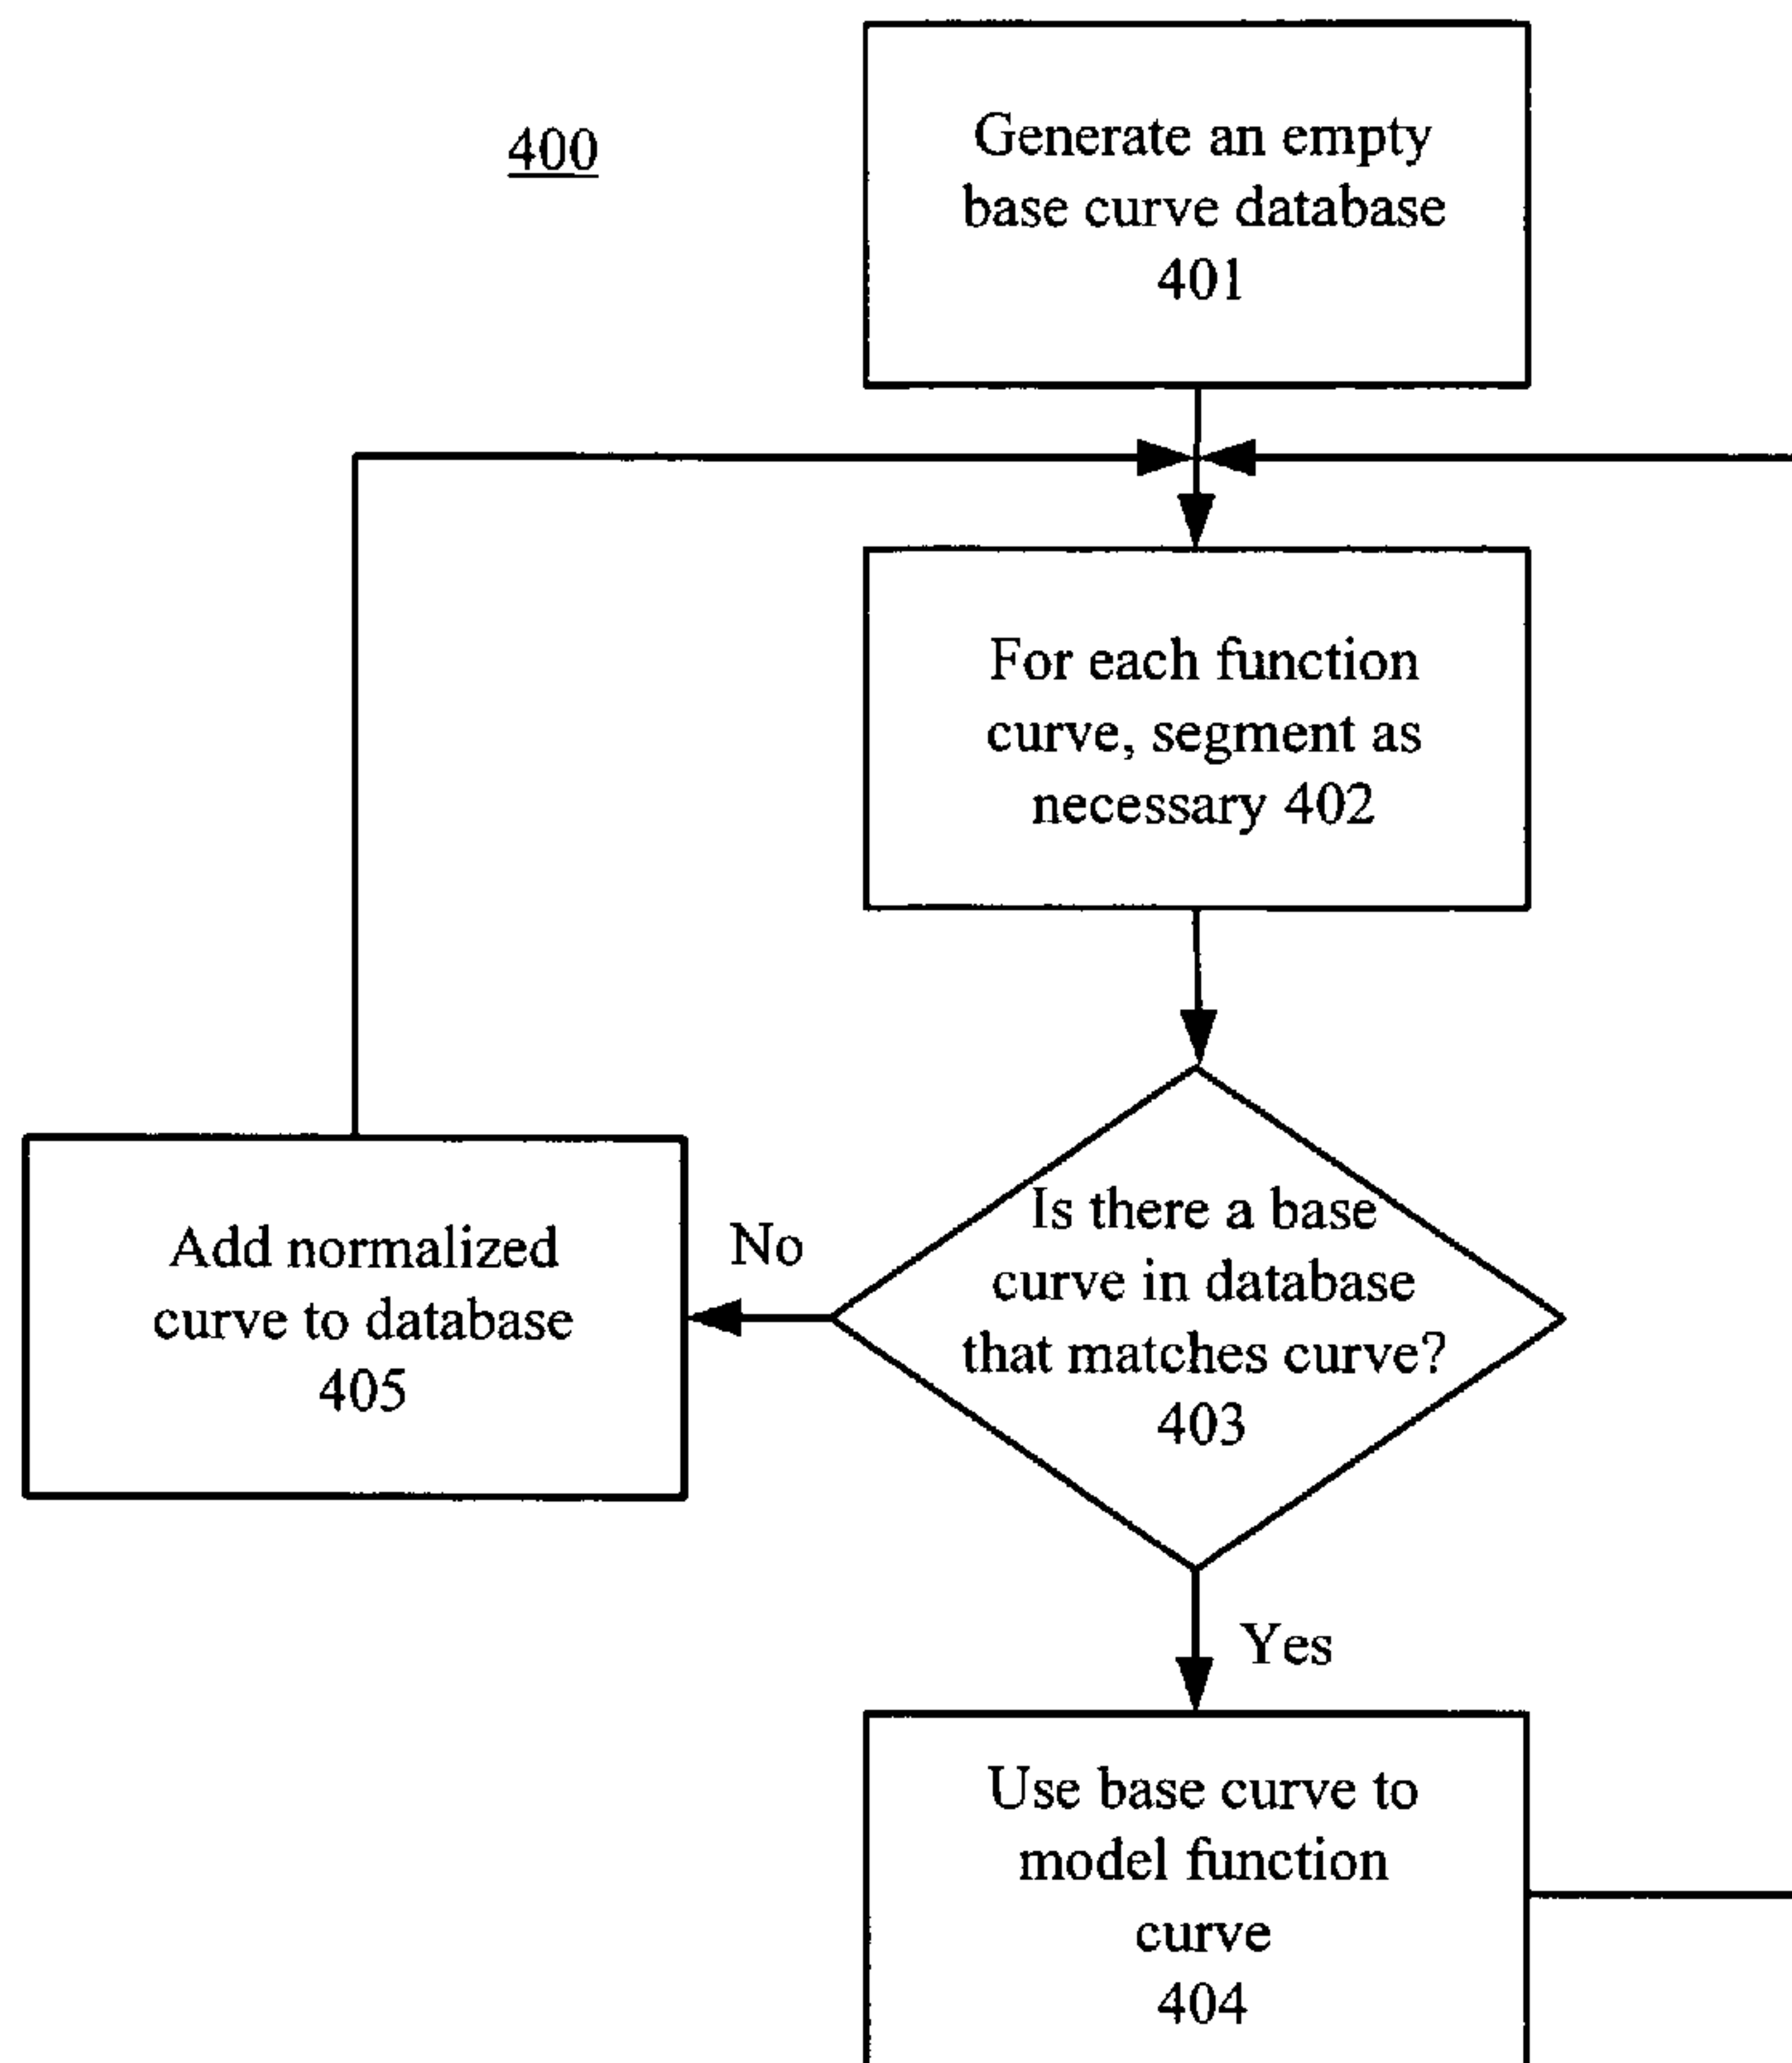 400
Generate an empty
base curve database
401
For each function
curve, segment as
necessary 402
Is there a base
curve in database
that matches curve?
403
No
Add normalized
curve to database
405
Yes
Use base curve to
model function
curve
404